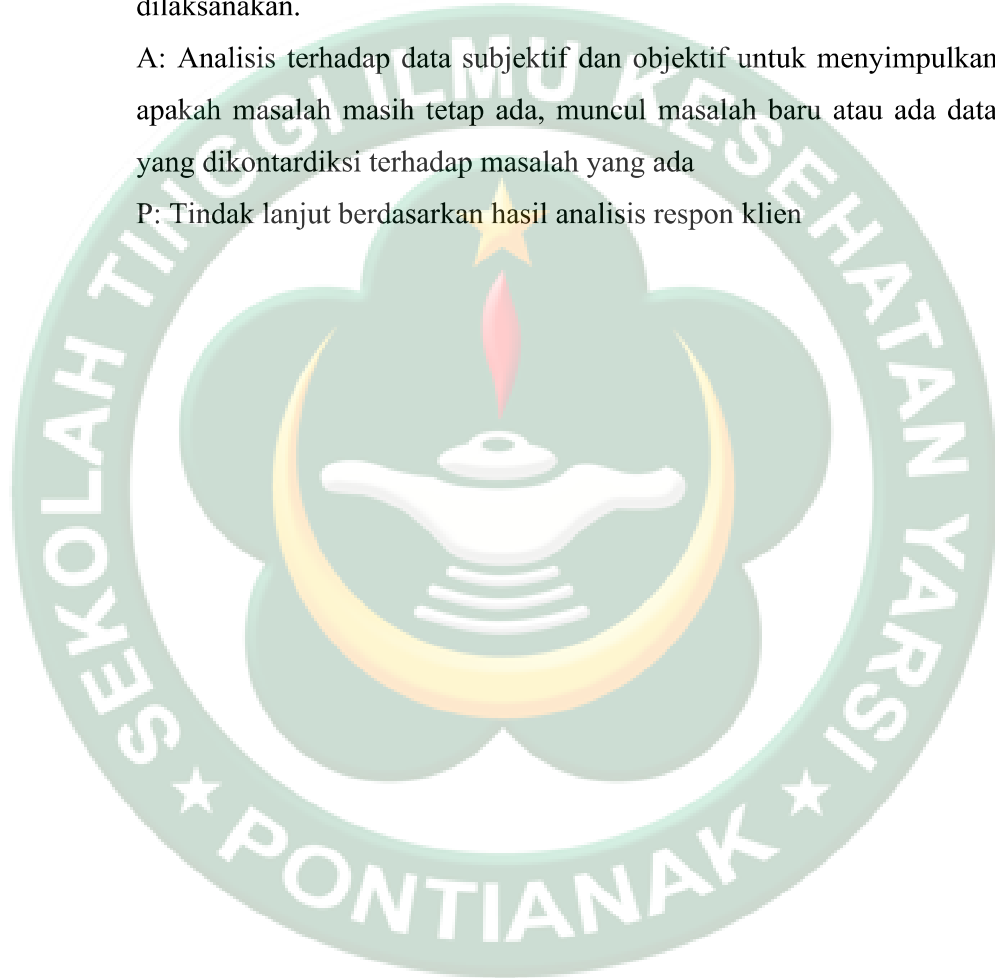 dilaksanakan.
A: Analisis terhadap data subjektif dan objektif untuk menyimpulkan
apakah masalah masih tetap ada, muncul masalah baru atau ada data
yang dikontardiksi terhadap masalah yang ada
P: Tindak lanjut berdasarkan hasil analisis respon klien
SEKOLAH TINGGI ILMU KESEHATAN YARSI
PONTIANAK